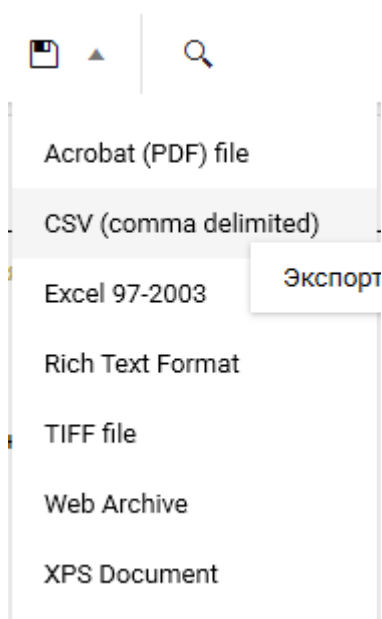 Acrobat (PDF) file
CSV (comma delimited)
Экспорт
Excel 97-2003
Rich Text Format
TIFF file
Web Archive
XPS Document